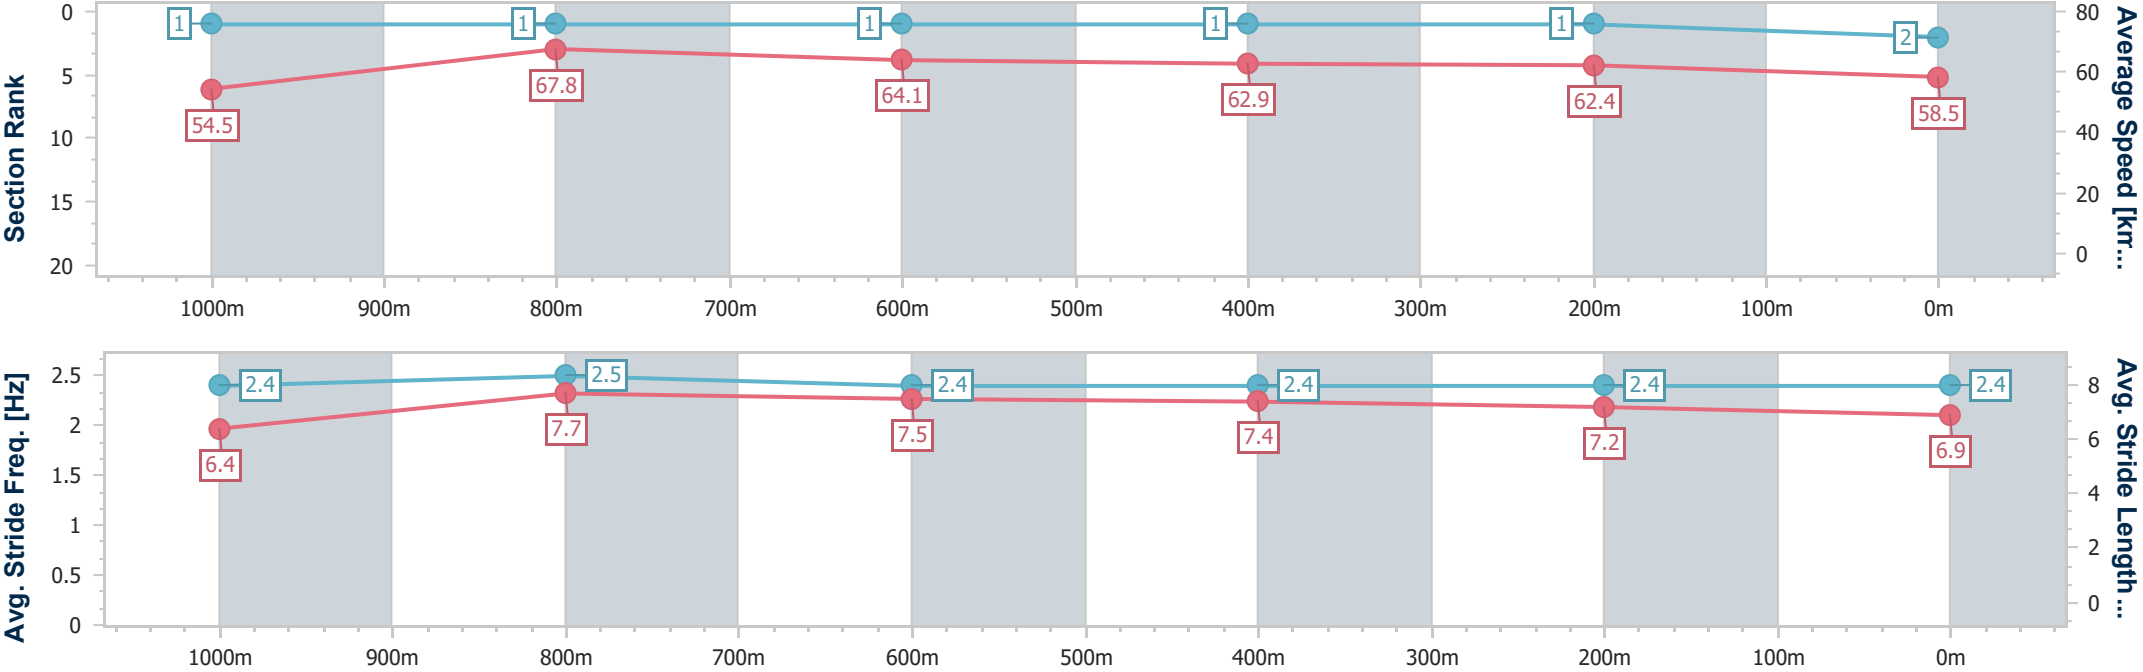 Section Rank
0
5
10
15
20
1
1
1
1
1
2
54.5
67.8
64.1
62.9
62.4
58.5
80
60
40
20
0
Average Speed [km...
1000m
900m
800m
700m
600m
500m
400m
300m
200m
100m
0m
Avg. Stride Freq. [Hz]
2.5
2
1.5
1
0.5
0
2.4
2.5
2.4
2.4
2.4
2.4
6.4
7.7
7.5
7.4
7.2
6.9
8
6
4
2
0
Avg. Stride Length ...
1000m
900m
800m
700m
600m
500m
400m
300m
200m
100m
0m